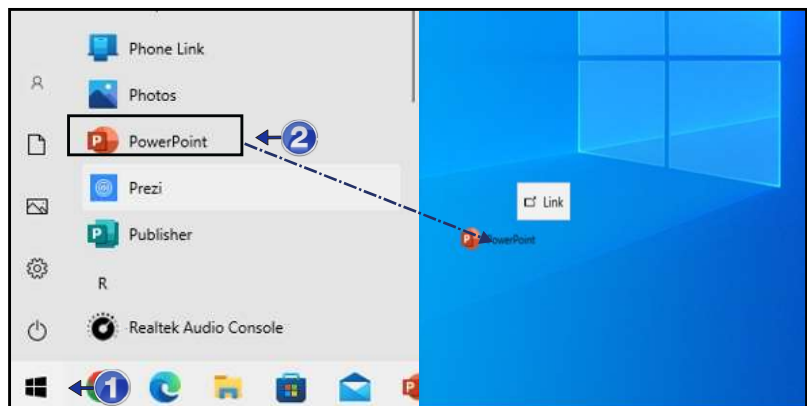 Phone Link
Photos
PowerPoint
2
Prezi
Link
Publisher
PowerPoint
R
Realtek Audio Console
1